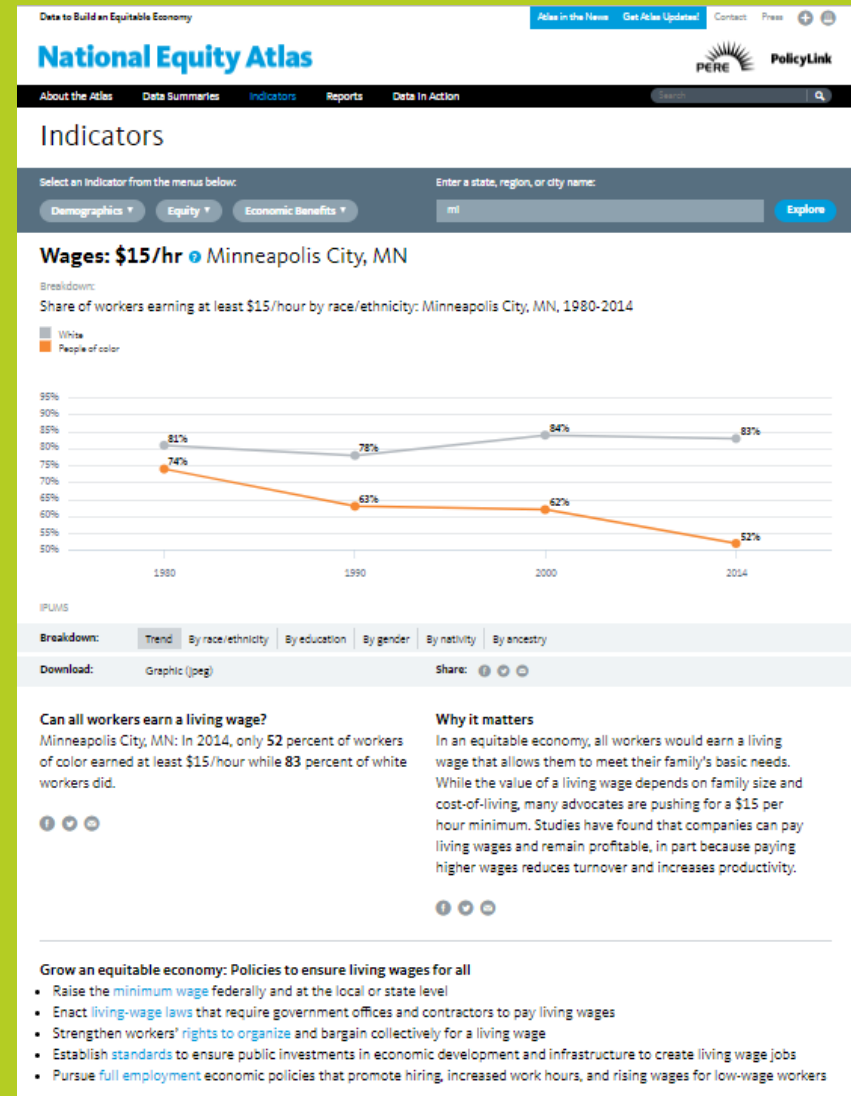 Data to Build an Equitable Economy
Atlas in the News Get Atlas Updates! Contact Press
National Equity Atlas
PERE PolicyLink
About the Atlas Data Summaries Indicators Reports Data in Action
Search
Indicators
Select an Indicator from the menus below:
Enter a state, region, or city name:
Demographics Equity Economic Benefits
mi
Explore
Wages: $15/hr ? Minneapolis City, MN
Breakdown:
Share of workers earning at least $15/hour by race/ethnicity: Minneapolis City, MN, 1980-2014
White
People of color
95%
90%
85%
80%
75%
70%
65%
60%
55%
50%
81%
78%
84%
83%
74%
63%
62%
52%
1980 1990 2000 2014
IPUMS
Breakdown: Trend By race/ethnicity By education By gender By nativity By ancestry
Download: Graphic (jpeg)
Share:
Can all workers earn a living wage?
Minneapolis City, MN: In 2014, only 52 percent of workers
of color earned at least $15/hour while 83 percent of white
workers did.
Why it matters
In an equitable economy, all workers would earn a living
wage that allows them to meet their family's basic needs.
While the value of a living wage depends on family size and
cost-of-living, many advocates are pushing for a $15 per
hour minimum. Studies have found that companies can pay
living wages and remain profitable, in part because paying
higher wages reduces turnover and increases productivity.
Grow an equitable economy: Policies to ensure living wages for all
• Raise the minimum wage federally and at the local or state level
• Enact living-wage laws that require government offices and contractors to pay living wages
• Strengthen workers' rights to organize and bargain collectively for a living wage
• Establish standards to ensure public investments in economic development and infrastructure to create living wage jobs
• Pursue full employment economic policies that promote hiring, increased work hours, and rising wages for low-wage workers